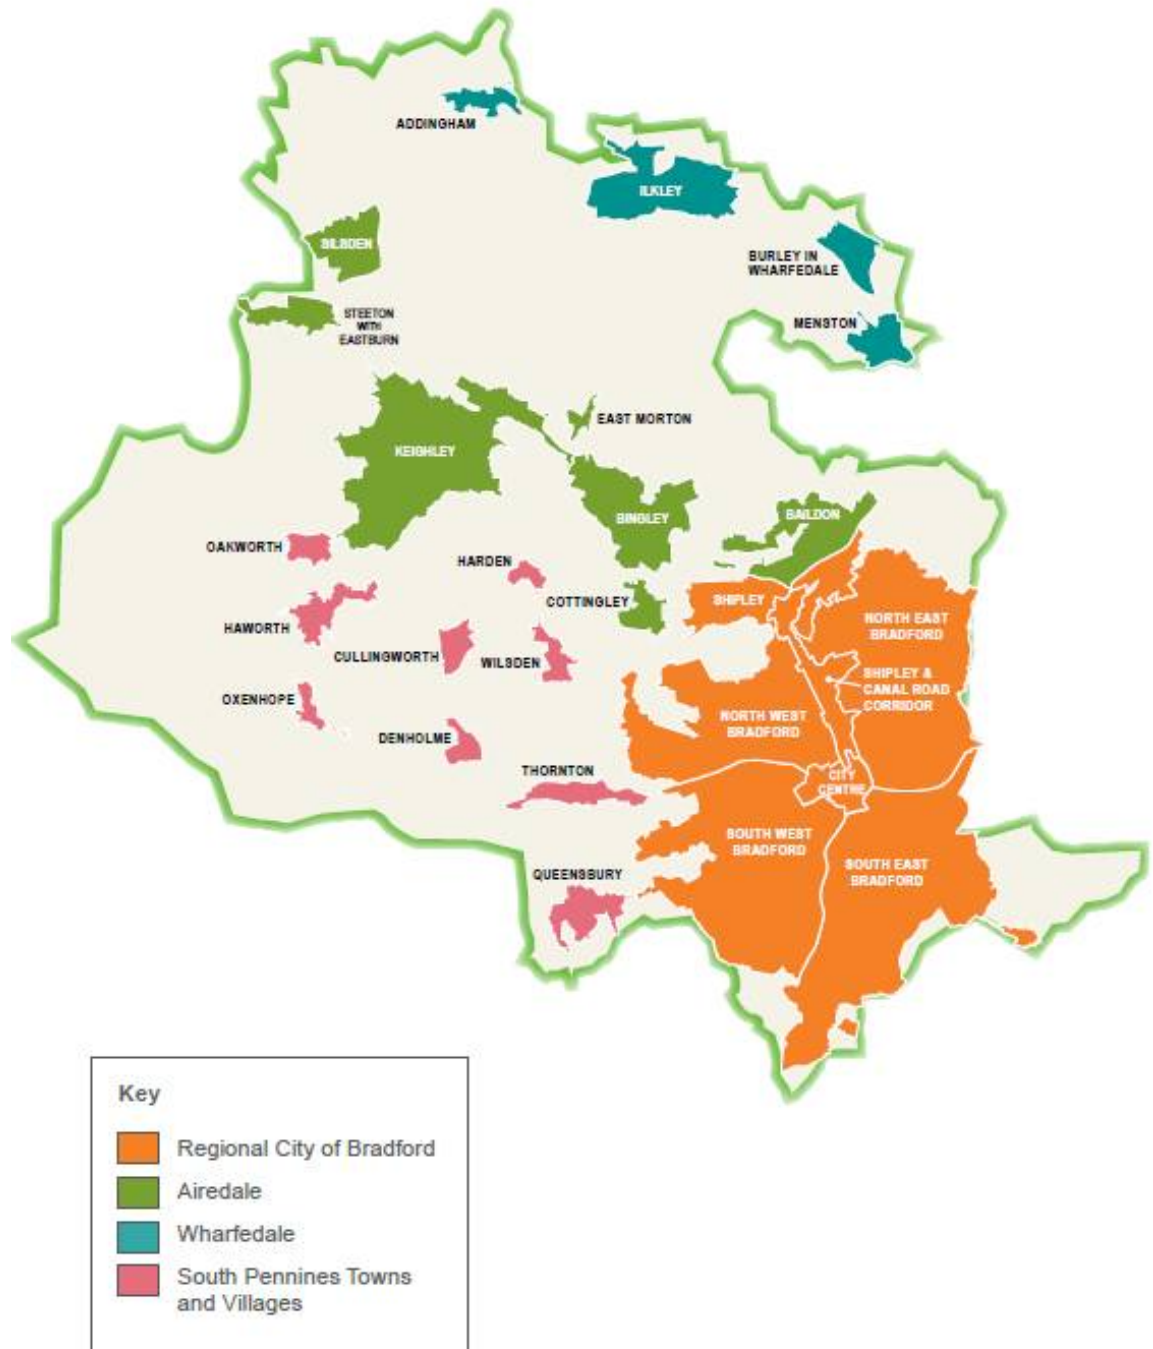 ADDINGHAM
ILKLEY
SILSDEN
BURLEY IN
WHARFEDALE
STEETON
WITH
EASTBURN
MENSTON
EAST MORTON
KEIGHLEY
BINGLEY
BAILDON
OAKWORTH
HARDEN
COTTINGLEY
SHIPLEY
HAWORTH
NORTH EAST
BRADFORD
CULLINGWORTH
WILSDEN
SHIPLEY &
CANAL ROAD
CORRIDOR
OXENHOPE
NORTH WEST
BRADFORD
DENHOLME
THORNTON
CITY
CENTRE
SOUTH WEST
BRADFORD
SOUTH EAST
BRADFORD
QUEENSBURY
Key
Regional City of Bradford
Airedale
Wharfedale
South Pennines Towns
and Villages